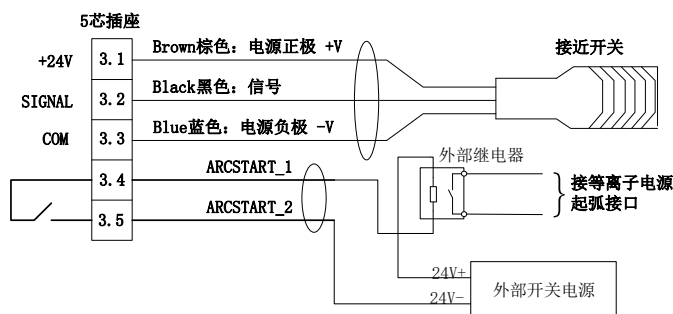 5芯插座
+24V 3.1 Brown棕色：电源正极 +V
接近开关
SIGNAL 3.2 Black黑色：信号
COM 3.3 Blue蓝色：电源负极 -V
3.4 ARCSTART_1
外部继电器
3.5 ARCSTART_2
接等离子电源
起弧接口
24V+
24V-
外部开关电源